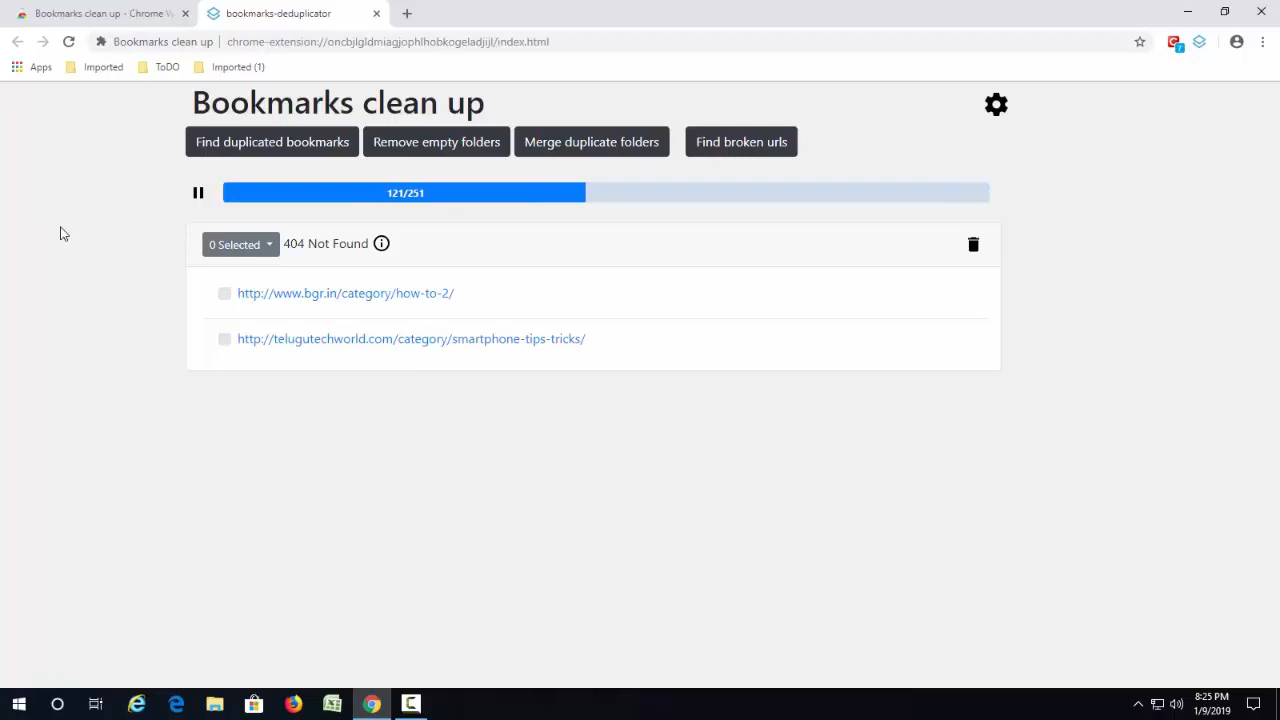 Bookmarks clean up - Chrome W
bookmarks-deduplicator
Bookmarks clean up
chrome-extension://oncbjlgldmiagjophlhobkogeladjijl/index.html
7
Apps
Imported
ToDO
Imported (1)
Bookmarks clean up
Find duplicated bookmarks
Remove empty folders
Merge duplicate folders
Find broken urls
121/251
0 Selected
404 Not Found
http://www.bgr.in/category/how-to-2/
http://telugutechworld.com/category/smartphone-tips-tricks/
8:25 PM
1/9/2019